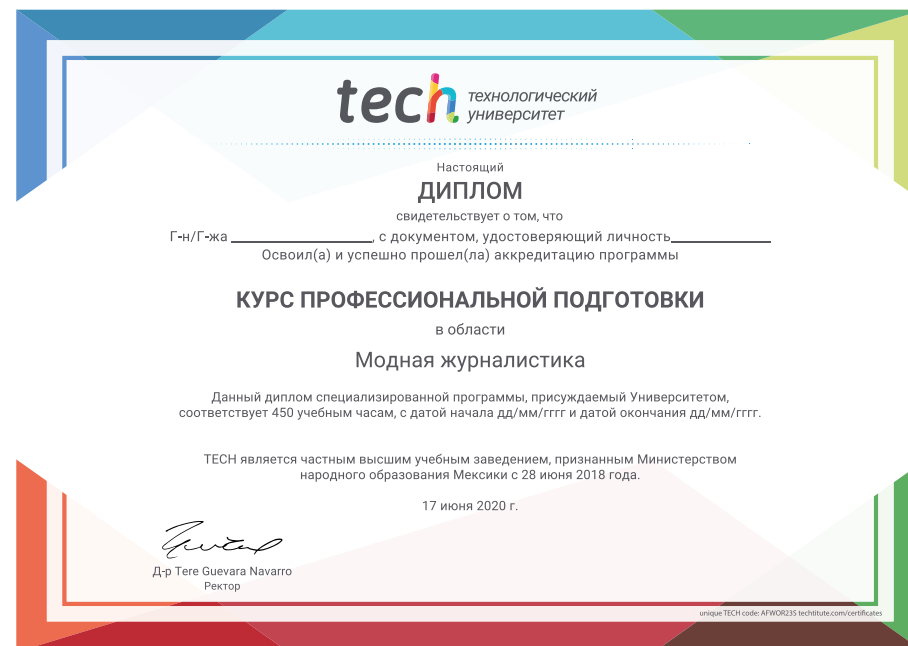 tech технологический
университет
Настоящий
ДИПЛОМ
свидетельствует о том, что
Г-н/Г-жа ____________________, с документом, удостоверяющий личность______________
Освоил(а) и успешно прошел(ла) аккредитацию программы
КУРС ПРОФЕССИОНАЛЬНОЙ ПОДГОТОВКИ
в области
Модная журналистика
Данный диплом специализированной программы, присуждаемый Университетом,
соответствует 450 учебным часам, с датой начала дд/мм/гггг и датой окончания дд/мм/гггг.
TECH является частным высшим учебным заведением, признанным Министерством
народного образования Мексики с 28 июня 2018 года.
17 июня 2020 г.
Д-р Tere Guevara Navarro
Ректор
unique TECH code: AFWOR23S techtitute.com/certificates